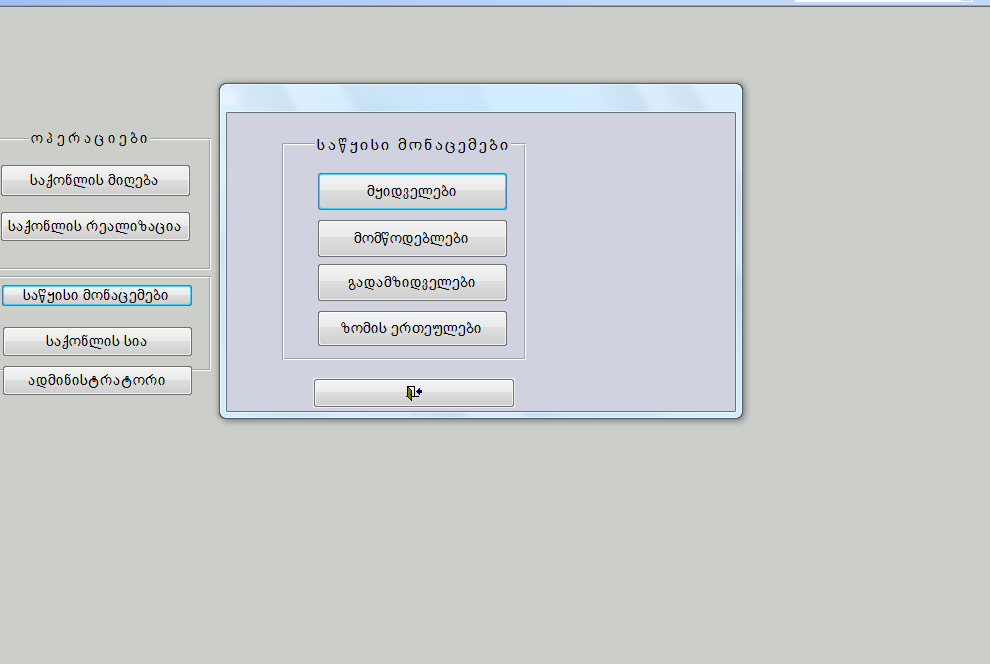 ოპერაციები
საქონლის მიღება
საქონლის რეალიზაცია
საწყისი მონაცემები
საქონლის სია
ადმინისტრატორი
საწყისი მონაცემები
მყიდველები
მომწოდებლები
გადამზიდველები
ზომის ერთეულები